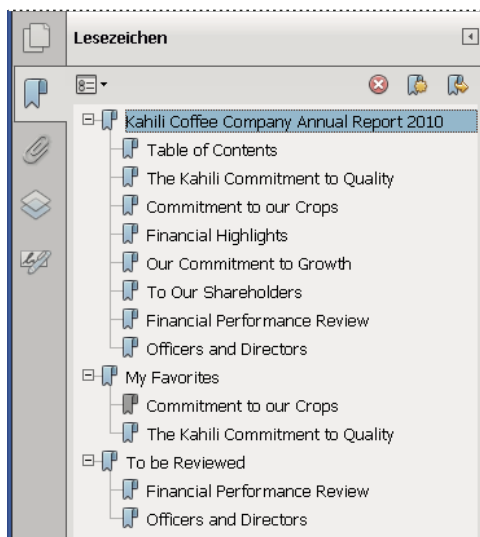 Lesezeichen
Kahili Coffee Company Annual Report 2010
Table of Contents
The Kahili Commitment to Quality
Commitment to our Crops
Financial Highlights
Our Commitment to Growth
To Our Shareholders
Financial Performance Review
Officers and Directors
My Favorites
Commitment to our Crops
The Kahili Commitment to Quality
To be Reviewed
Financial Performance Review
Officers and Directors